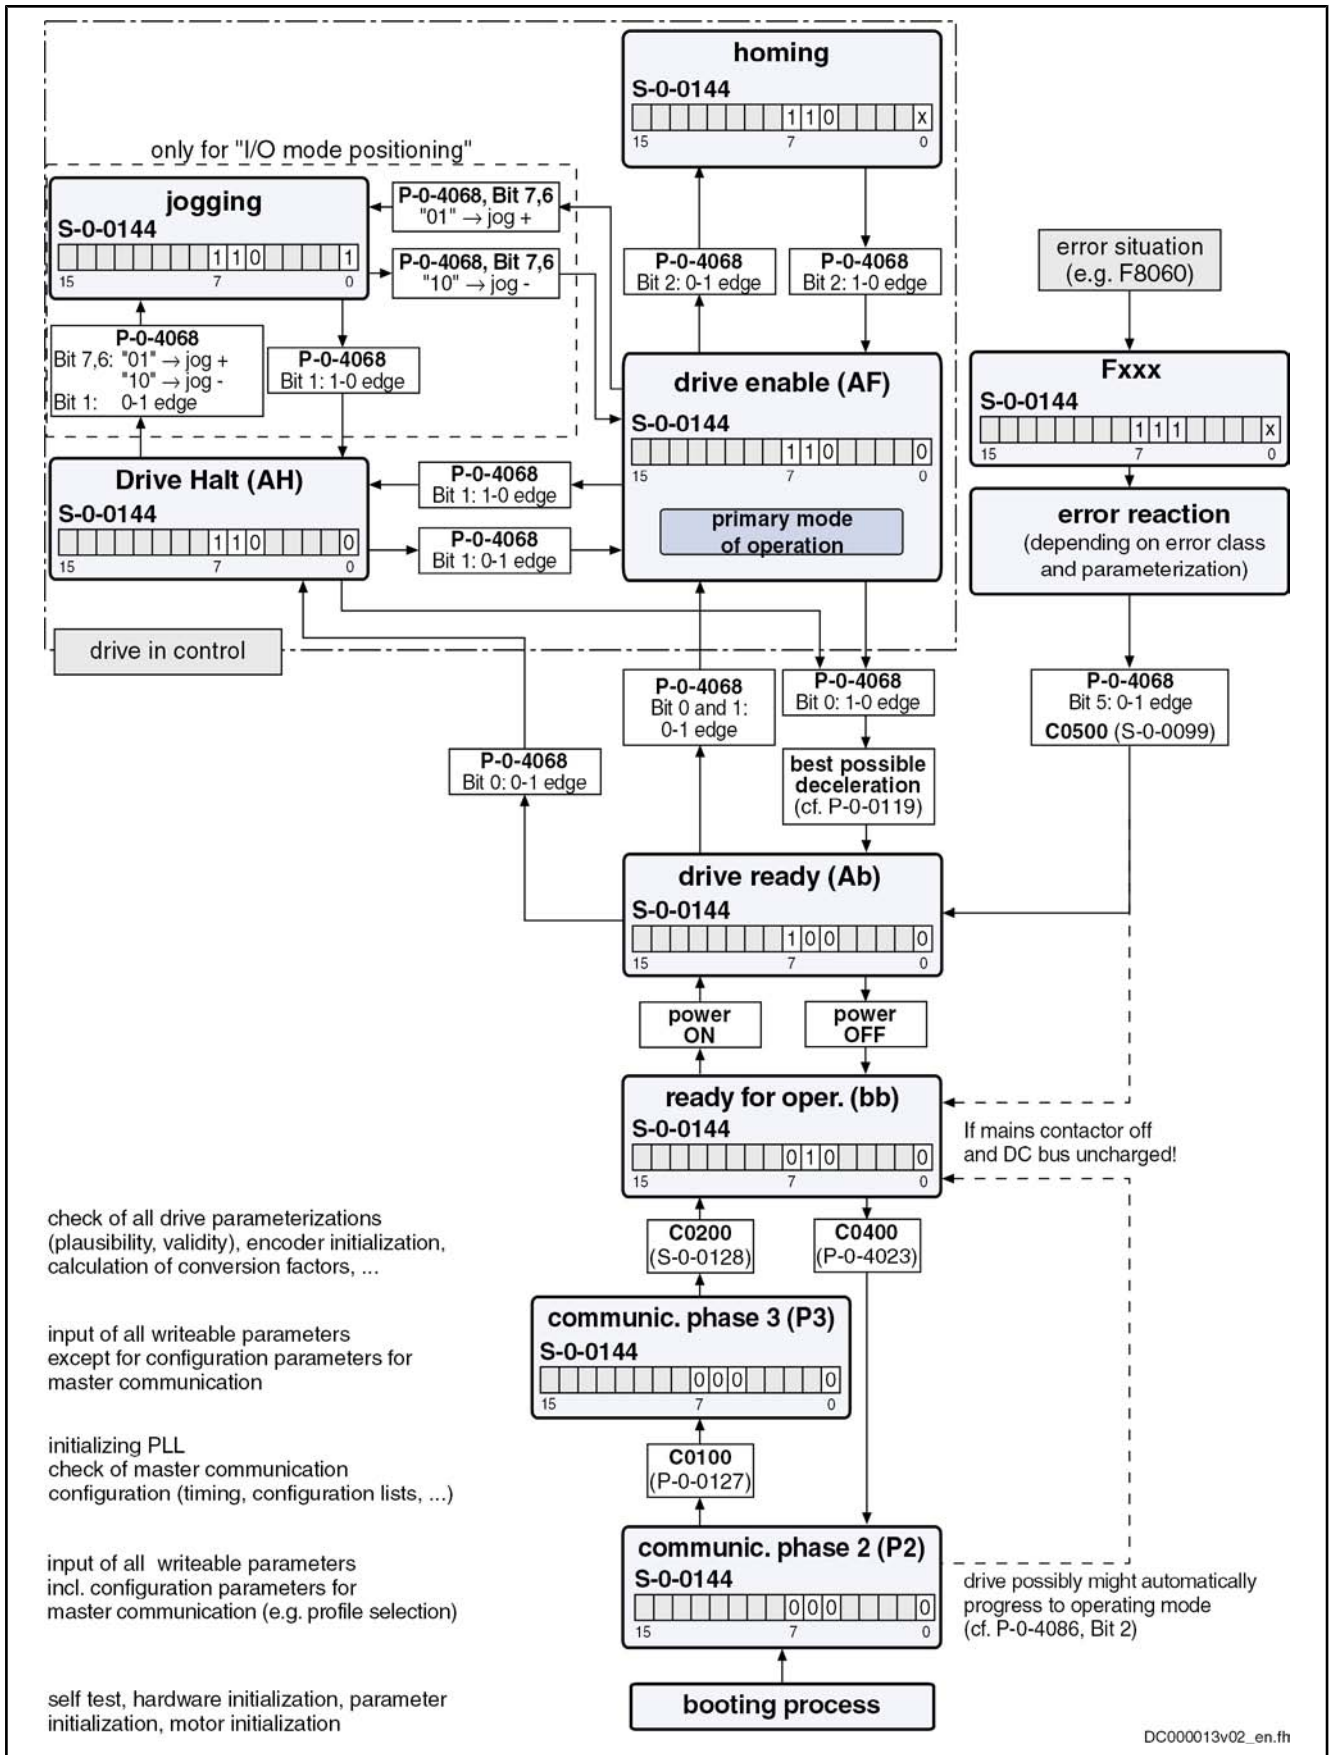 homing
S-0-0144
1 1 0 x
15 7 0
only for "I/O mode positioning"
jogging
S-0-0144
1 1 0 1
15 7 0
P-0-4068, Bit 7,6
"01" → jog +
P-0-4068, Bit 7,6
"10" → jog -
P-0-4068
Bit 2: 0-1 edge
P-0-4068
Bit 2: 1-0 edge
error situation
(e.g. F8060)
P-0-4068
Bit 7,6: "01" → jog +
"10" → jog -
Bit 1: 0-1 edge
P-0-4068
Bit 1: 1-0 edge
drive enable (AF)
S-0-0144
1 1 0 0
15 7 0
primary mode
of operation
Fxxx
S-0-0144
1 1 1 x
15 7 0
Drive Halt (AH)
S-0-0144
1 1 0 0
15 7 0
P-0-4068
Bit 1: 1-0 edge
P-0-4068
Bit 1: 0-1 edge
error reaction
(depending on error class
and parameterization)
drive in control
P-0-4068
Bit 0 and 1:
0-1 edge
P-0-4068
Bit 0: 1-0 edge
P-0-4068
Bit 5: 0-1 edge
C0500 (S-0-0099)
P-0-4068
Bit 0: 0-1 edge
best possible
deceleration
(cf. P-0-0119)
drive ready (Ab)
S-0-0144
1 0 0 0
15 7 0
power
ON
power
OFF
ready for oper. (bb)
S-0-0144
0 1 0 0
15 7 0
If mains contactor off
and DC bus uncharged!
check of all drive parameterizations
(plausibility, validity), encoder initialization,
calculation of conversion factors, ...
C0200
(S-0-0128)
C0400
(P-0-4023)
communic. phase 3 (P3)
S-0-0144
0 0 0 0
15 7 0
input of all writeable parameters
except for configuration parameters for
master communication
initializing PLL
check of master communication
configuration (timing, configuration lists, ...)
C0100
(P-0-0127)
communic. phase 2 (P2)
S-0-0144
0 0 0 0
15 7 0
input of all writeable parameters
incl. configuration parameters for
master communication (e.g. profile selection)
drive possibly might automatically
progress to operating mode
(cf. P-0-4086, Bit 2)
self test, hardware initialization, parameter
initialization, motor initialization
booting process
DC000013v02_en.fh